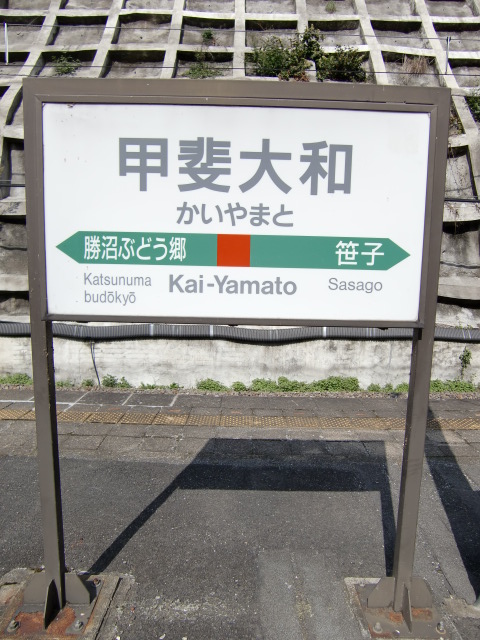 甲斐大和
かいやまと
勝沼ぶどう郷 笹子
Katsunuma
budōkyō
Kai-Yamato
Sasago